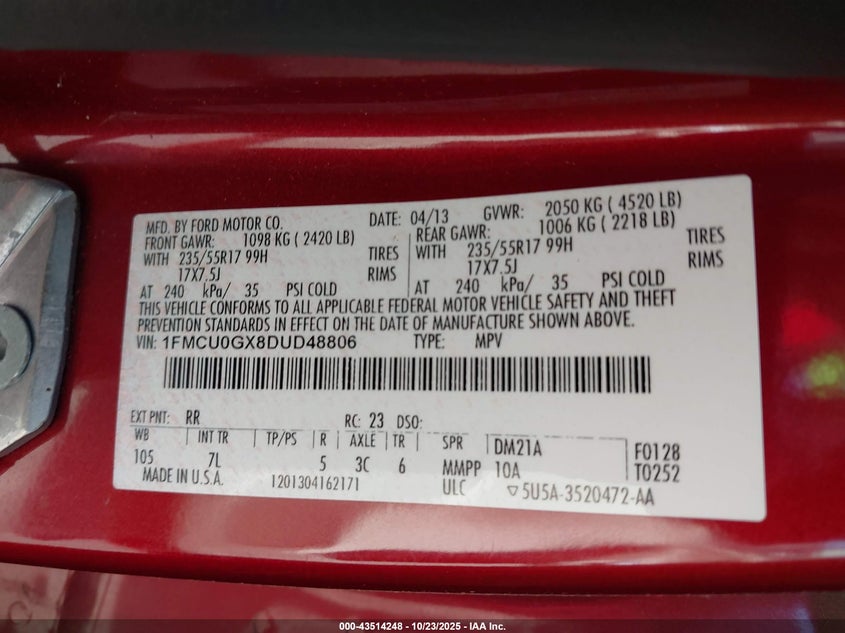 MFD. BY FORD MOTOR CO. DATE: 04/13 GVWR: 2050 KG ( 4520 LB)
FRONT GAWR: 1098 KG ( 2420 LB) REAR GAWR: 1006 KG ( 2218 LB)
WITH 235/55R17 99H TIRES WITH 235/55R17 99H TIRES
17X7.5J RIMS 17X7.5J RIMS
AT 240 kPa/ 35 PSI COLD AT 240 kPa/ 35 PSI COLD
THIS VEHICLE CONFORMS TO ALL APPLICABLE FEDERAL MOTOR VEHICLE SAFETY AND THEFT
PREVENTION STANDARDS IN EFFECT ON THE DATE OF MANUFACTURE SHOWN ABOVE.
VIN: 1FMCU0GX8DUD48806 TYPE: MPV
EXT PNT: RR RC: 23 DSO:
WB INT TR TP/PS R AXLE TR SPR DM21A F0128
105 7L 5 3C 6 MMPP 10A T0252
MADE IN U.S.A. 1201304162171 ULC ▽5U5A-3520472-AA
000-43514248 - 10/23/2025 - IAA Inc.